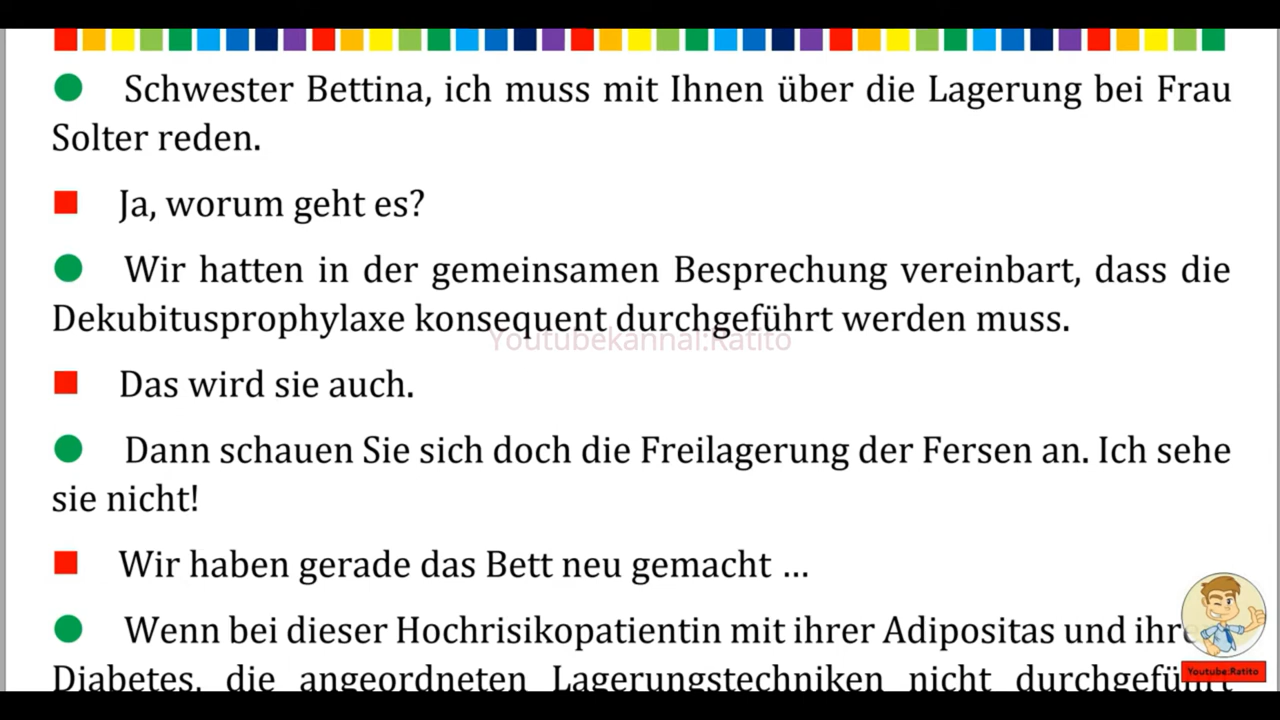 Schwester Bettina, ich muss mit Ihnen über die Lagerung bei Frau
Solter reden.
Ja, worum geht es?
Wir hatten in der gemeinsamen Besprechung vereinbart, dass die
Dekubitusprophylaxe konsequent durchgeführt werden muss.
Youtubekannal:Ratito
Das wird sie auch.
Dann schauen Sie sich doch die Freilagerung der Fersen an. Ich sehe
sie nicht!
Wir haben gerade das Bett neu gemacht ...
Wenn bei dieser Hochrisikopatientin mit ihrer Adipositas und
Diabetes, die angeordneten Lagerungstechniken nicht durchgeführt
Youtube:Ratito